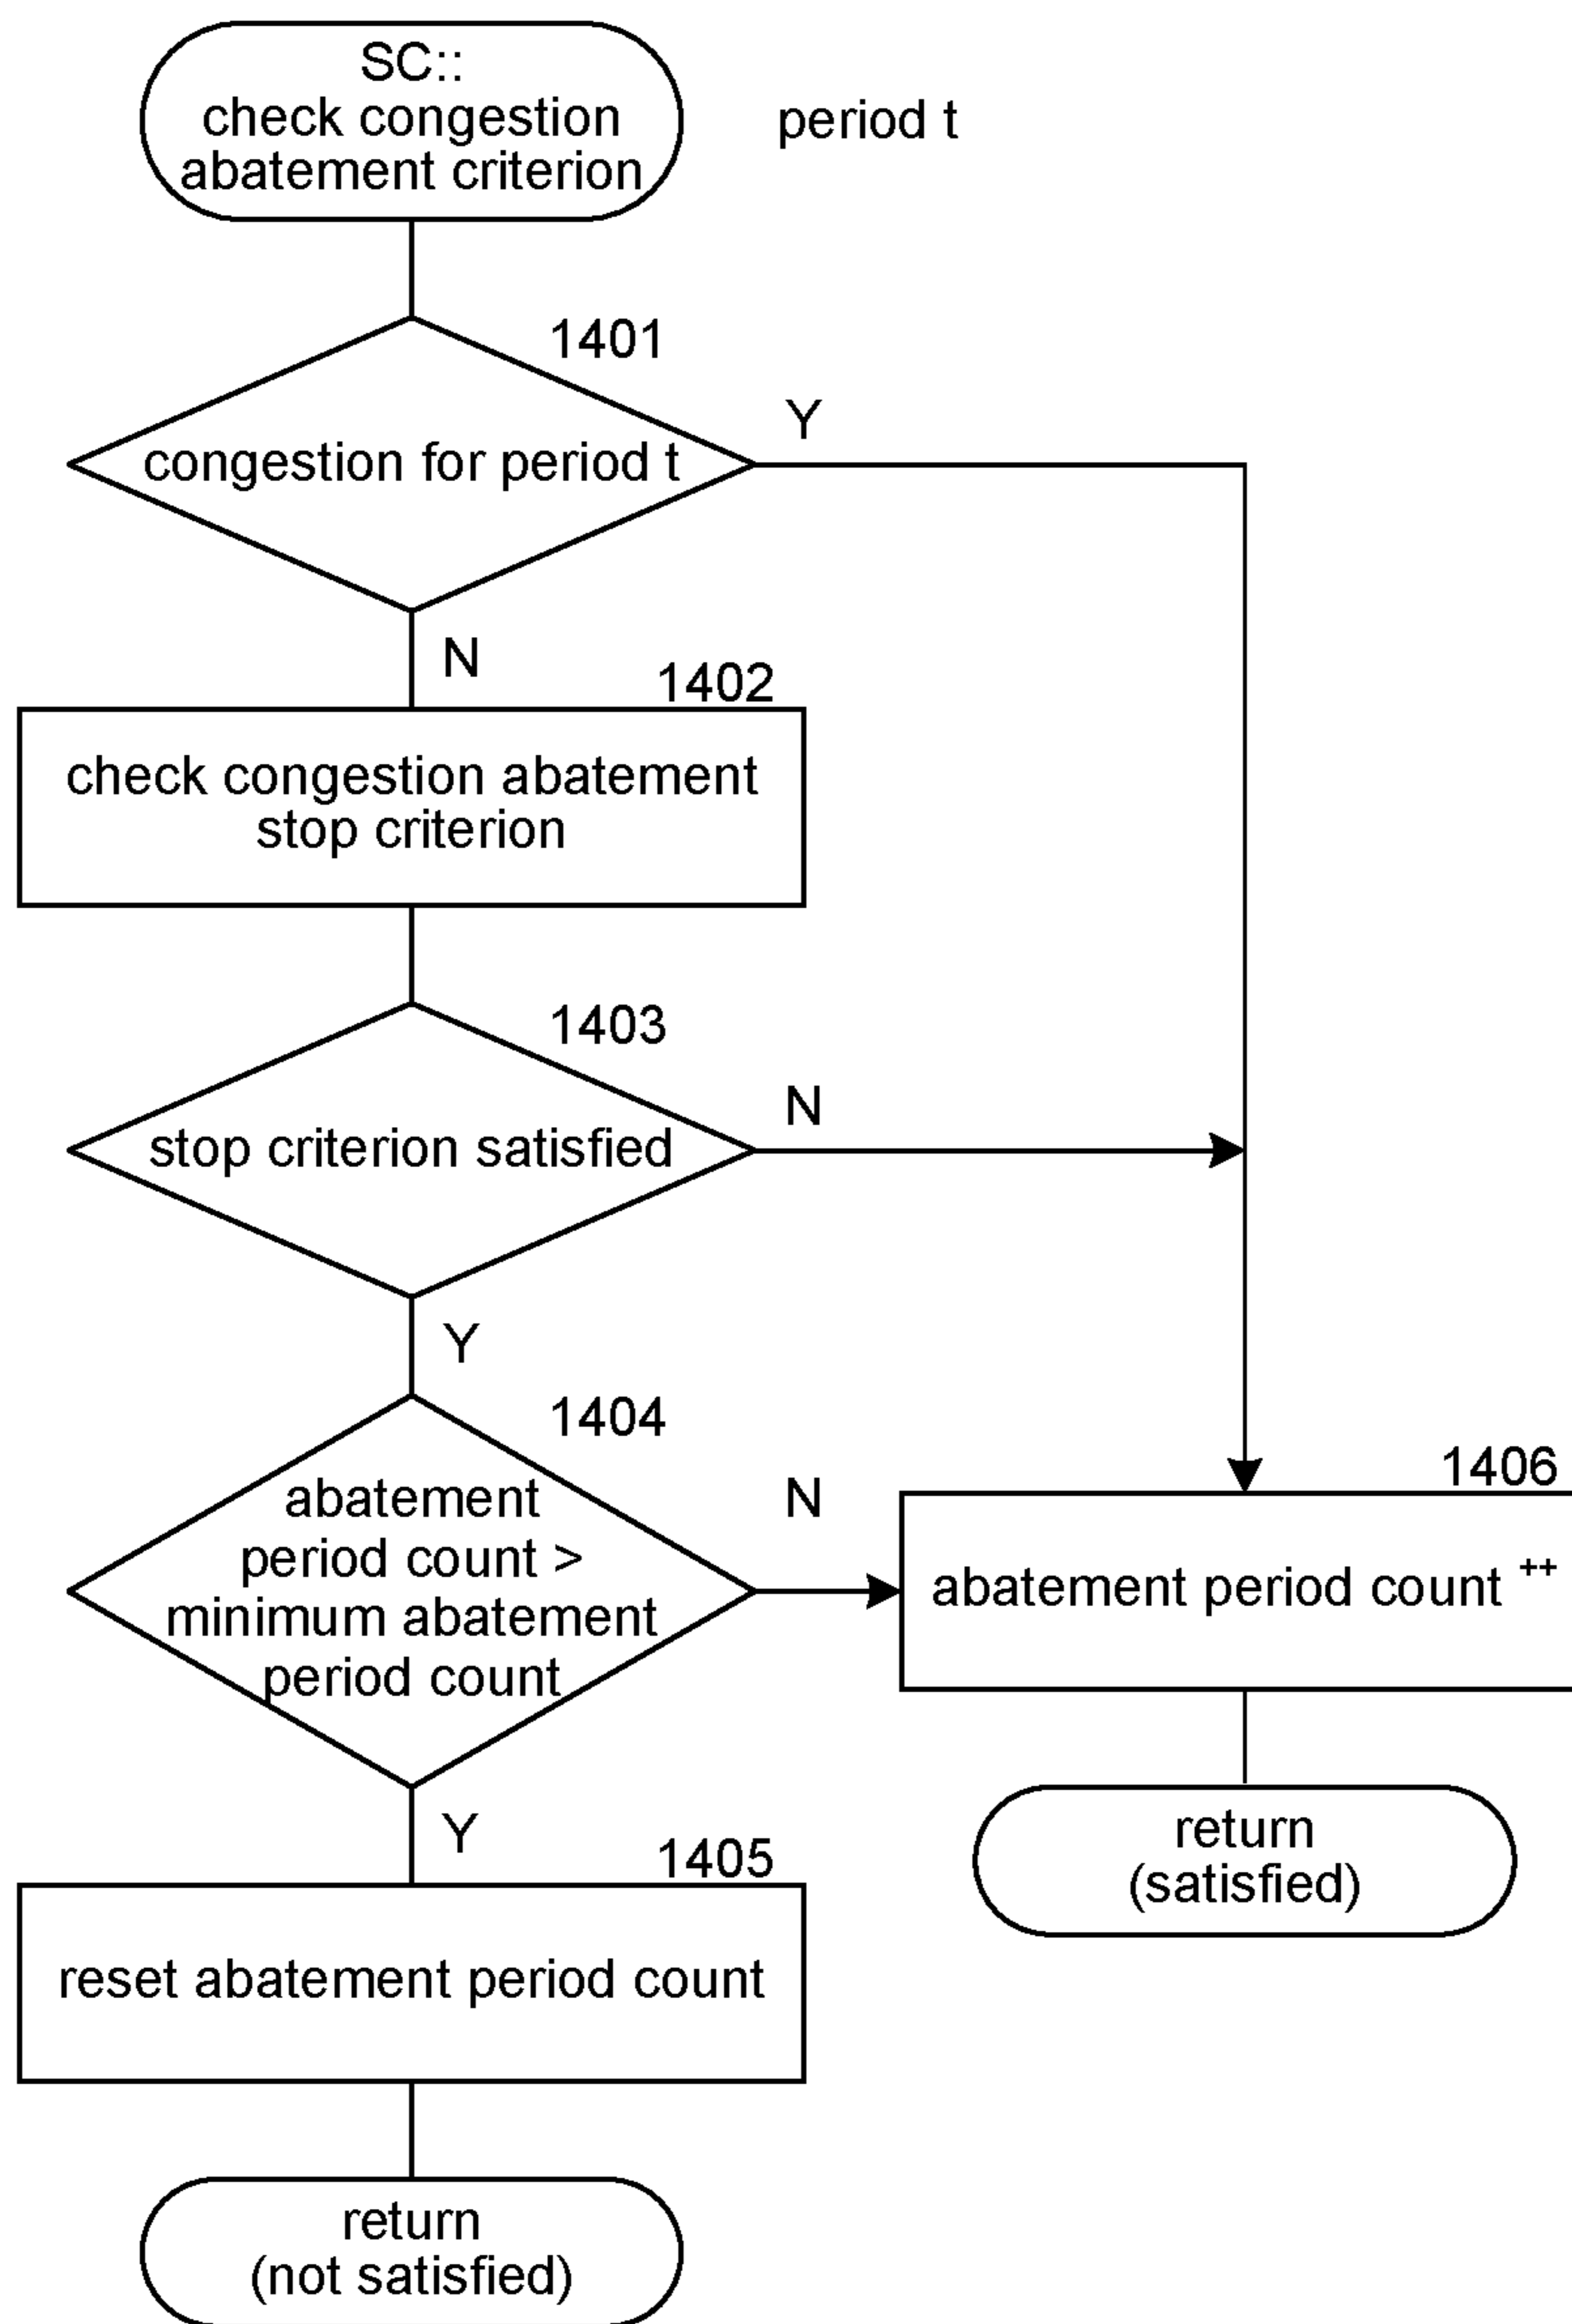 SC::
check congestion
abatement criterion
period t
1401
congestion for period t
Y
N
1402
check congestion abatement
stop criterion
1403
stop criterion satisfied
N
Y
1404
abatement
period count >
minimum abatement
period count
N
Y
1406
abatement period count ++
return
(satisfied)
1405
reset abatement period count
return
(not satisfied)